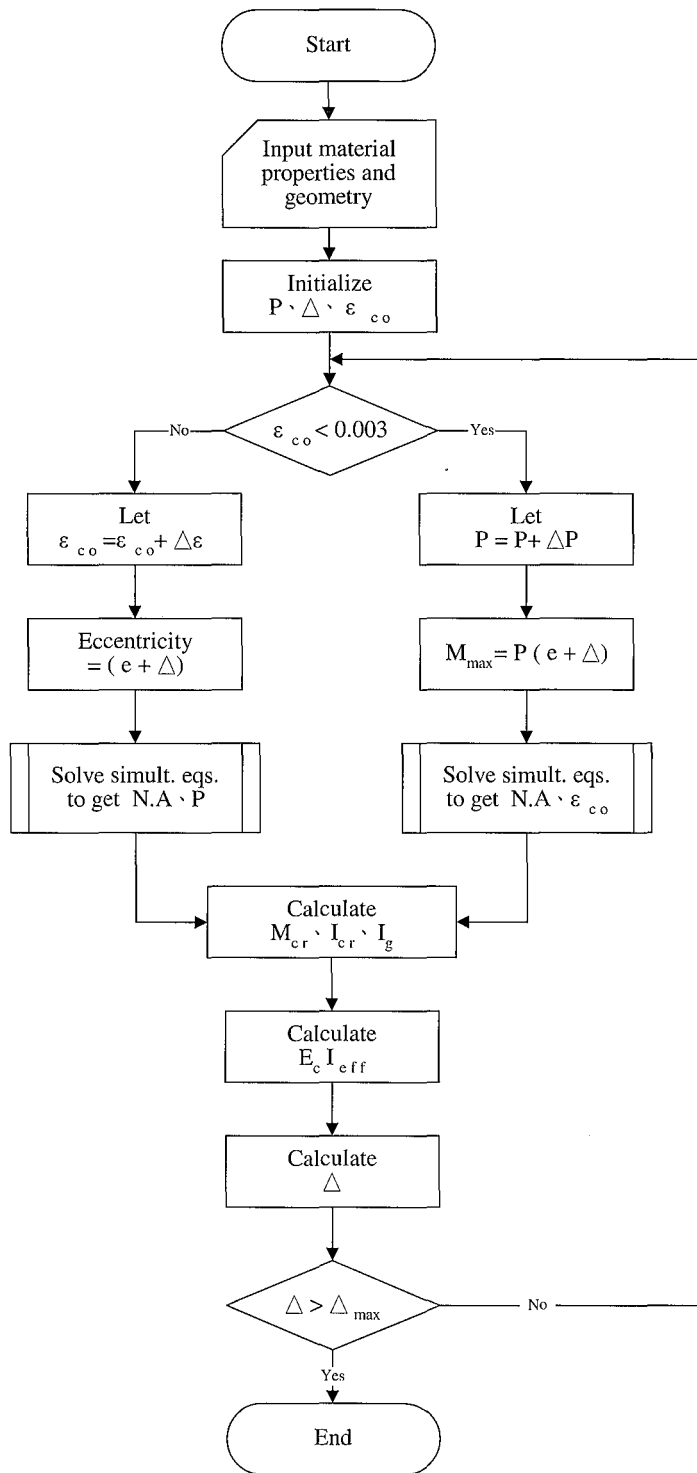 Start
Input material
properties and
geometry
Initialize
P、△、ε co
ε co < 0.003
No
Yes
Let
ε co =ε co + △ε
Let
P = P+ △P
Eccentricity
= ( e + △)
Mmax = P ( e + △)
Solve simult. eqs.
to get N.A、P
Solve simult. eqs.
to get N.A、ε co
Calculate
Mcr、Icr、Ig
Calculate
Ec Ieff
Calculate
△
△ > △max
No
Yes
End